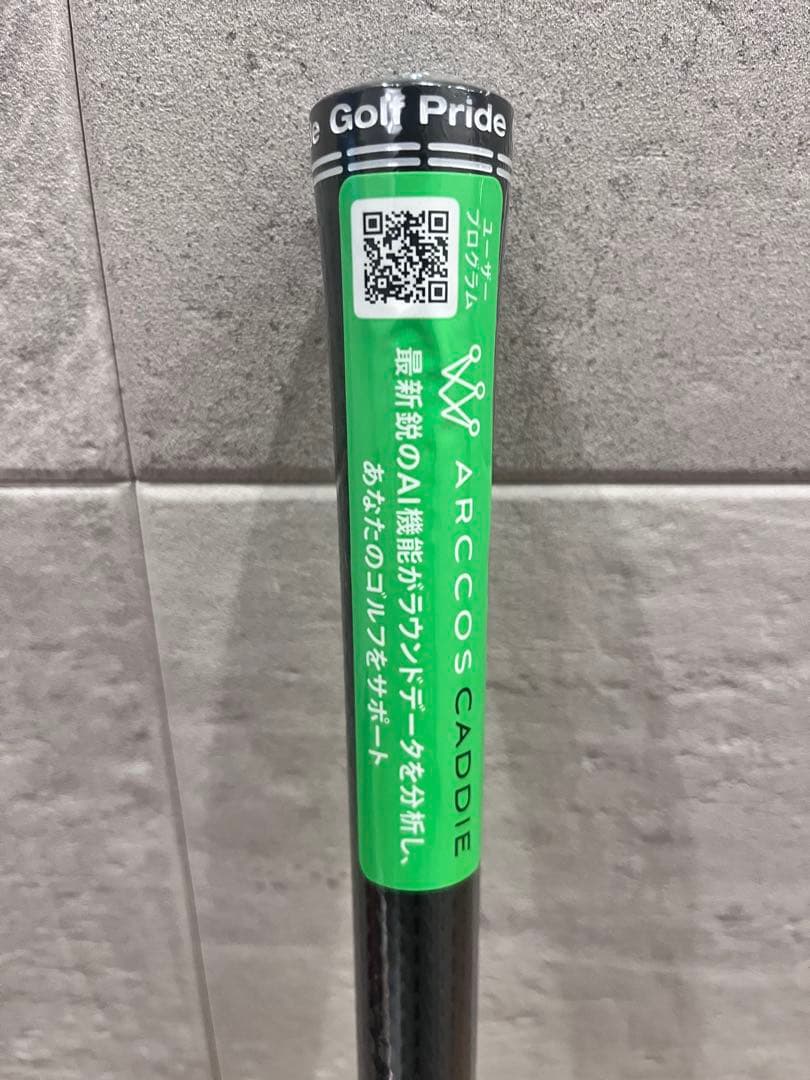 Golf Pride
ユーザー
プログラム
ARCCOS CADDIE
最新鋭のAI機能がラウンドデータを分析し、
あなたのゴルフをサポート